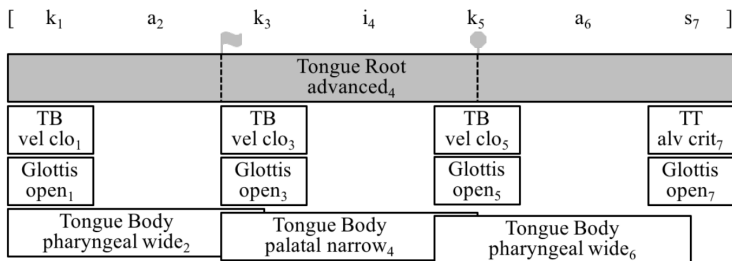 [ k₁ a₂ k₃ i₄ k₅ a₆ s₇ ]
Tongue Root
advanced₄
TB TB TB TT
vel clo₁ vel clo₃ vel clo₅ alv crit₇
Glottis Glottis Glottis Glottis
open₁ open₃ open₅ open₇
Tongue Body Tongue Body Tongue Body
pharyngeal wide₂ palatal narrow₄ pharyngeal wide₆